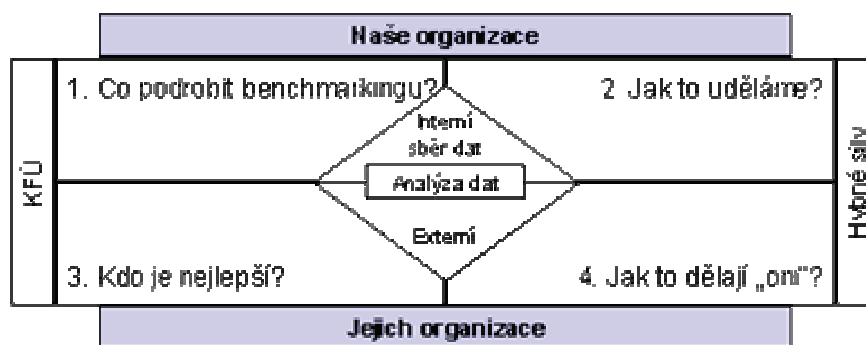 Naše organizace
1. Co podrobit benchmarkingu?
2 Jak to uděláme?
Interní
sběr dat
KFÚ
Analýza dat
Hybné síly
Externí
3. Kdo je nejlepší?
4. Jak to dělají „oni"?
Jejich organizace